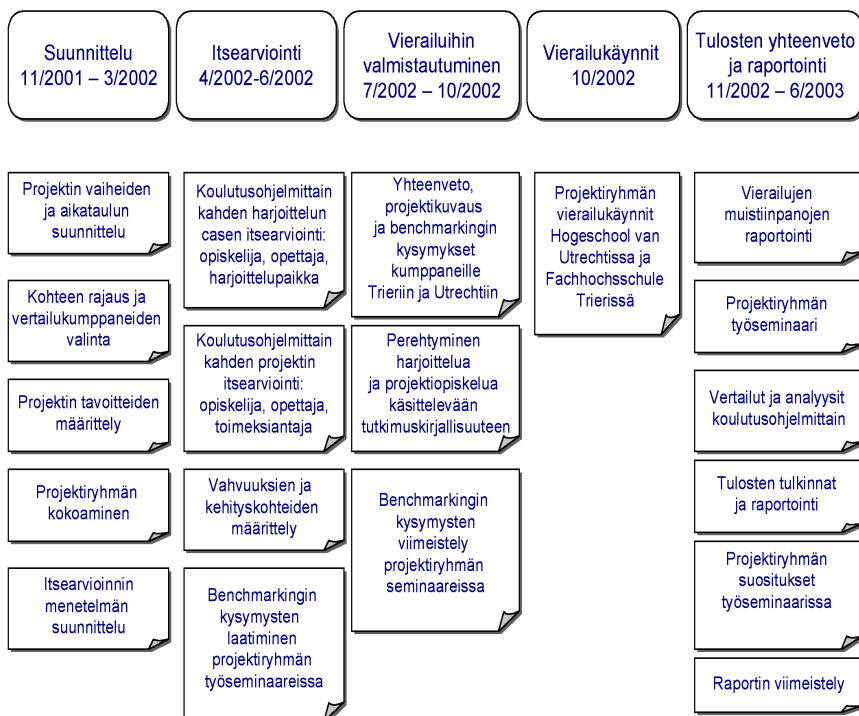 Suunnittelu
11/2001 – 3/2002
Itsearviointi
4/2002-6/2002
Vierailuihin
valmistautuminen
7/2002 – 10/2002
Vierailukäynnit
10/2002
Tulosten yhteenveto
ja raportointi
11/2002 – 6/2003
Projektin vaiheiden
ja aikataulun
suunnittelu
Kohteen rajaus ja
vertailukumppaneiden
valinta
Projektin tavoitteiden
määrittely
Projektiryhmän
kokoaminen
Itsearvioinnin
menetelmän
suunnittelu
Koulutusohjelmittain
kahden harjoittelun
casen itsearviointi:
opiskelija, opettaja,
harjoittelupaikka
Koulutusohjelmittain
kahden projektin
itsearviointi:
opiskelija, opettaja,
toimeksiantaja
Vahvuuksien ja
kehityskohteiden
määrittely
Benchmarkingin
kysymysten
laatiminen
projektiryhmän
työseminaareissa
Yhteenveto,
projektikuvaus
ja benchmarkingin
kysymykset
kumppaneille
Trieriin ja Utrechtiin
Perehtyminen
harjoittelua
ja projektiopiskelua
käsittelevään
tutkimuskirjallisuuteen
Benchmarkingin
kysymysten
viimeistely
projektiryhmän
seminaareissa
Projektiryhmän
vierailukäynnit
Hogeschool van
Utrechtissa ja
Fachhochsschule
Trierissä
Vierailujen
muistiinpanojen
raportointi
Projektiryhmän
työseminaari
Vertailut ja analyysit
koulutusohjelmittain
Tulosten tulkinnat
ja raportointi
Projektiryhmän
suositukset
työseminaarissa
Raportin viimeistely